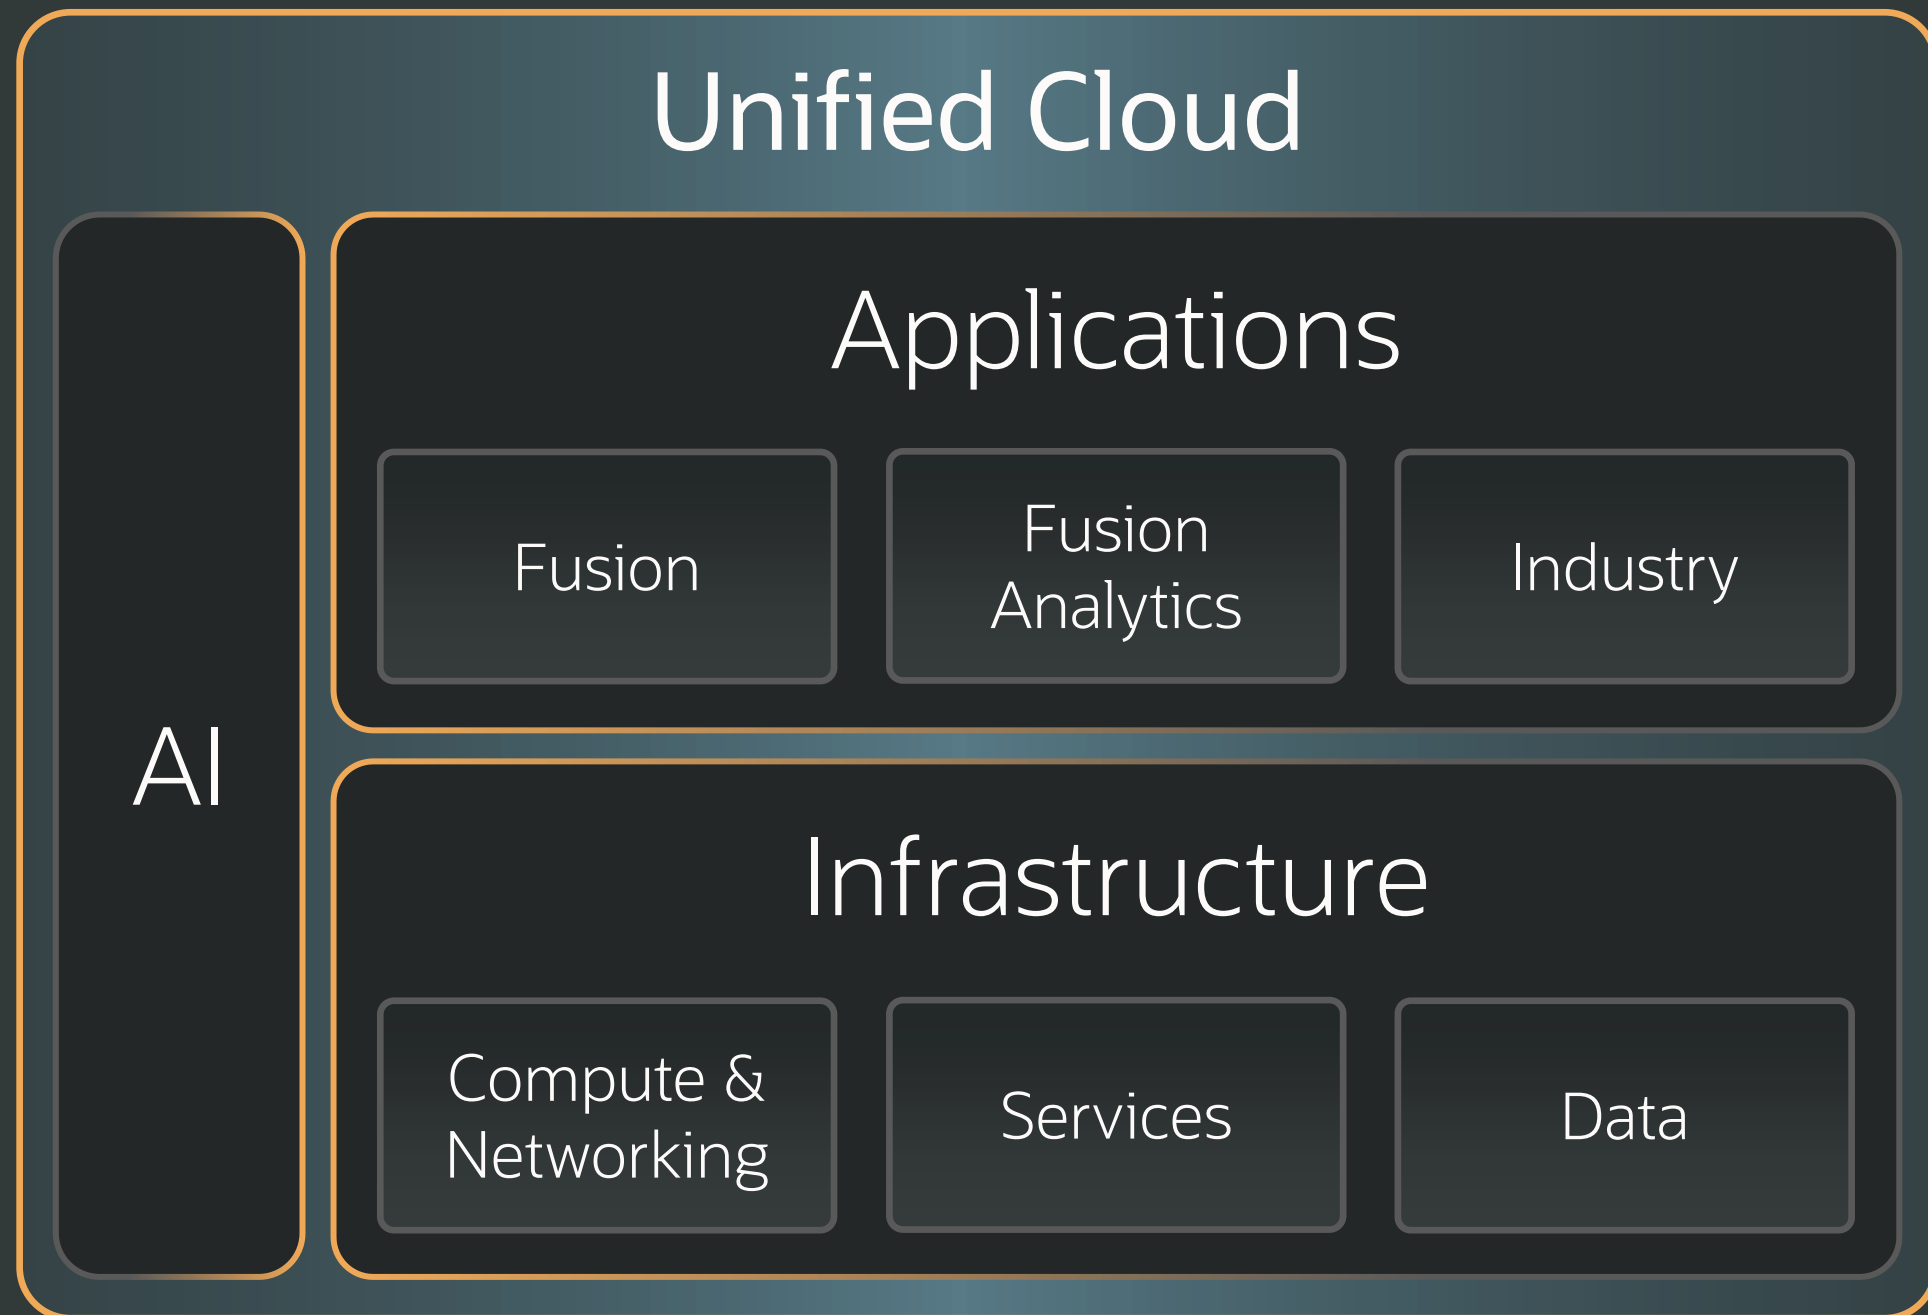 Unified Cloud
AI
Applications
Fusion
Fusion
Analytics
Industry
Infrastructure
Compute &
Networking
Services
Data